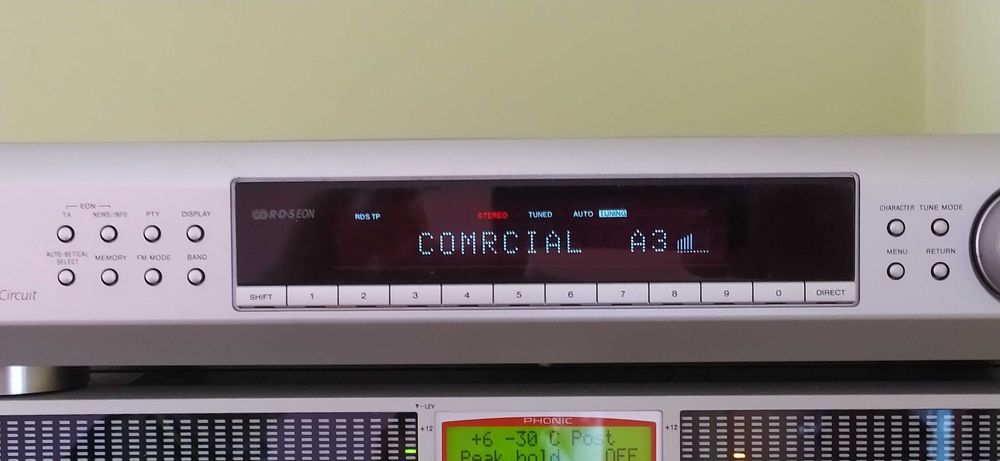 EON
TA NEWS/INFO PTY DISPLAY
AUTO-BETICAL
SELECT MEMORY FM MODE BAND
Circuit
R·D·S EON
RDS TP STEREO TUNED AUTO TUNING
COMRCIAL A3
SHIFT 1 2 3 4 5 6 7 8 9 0 DIRECT
CHARACTER TUNE MODE
MENU RETURN
▼-LEV
+12 PHONIC +12
+6 -30 C Post
Peak hold OFF